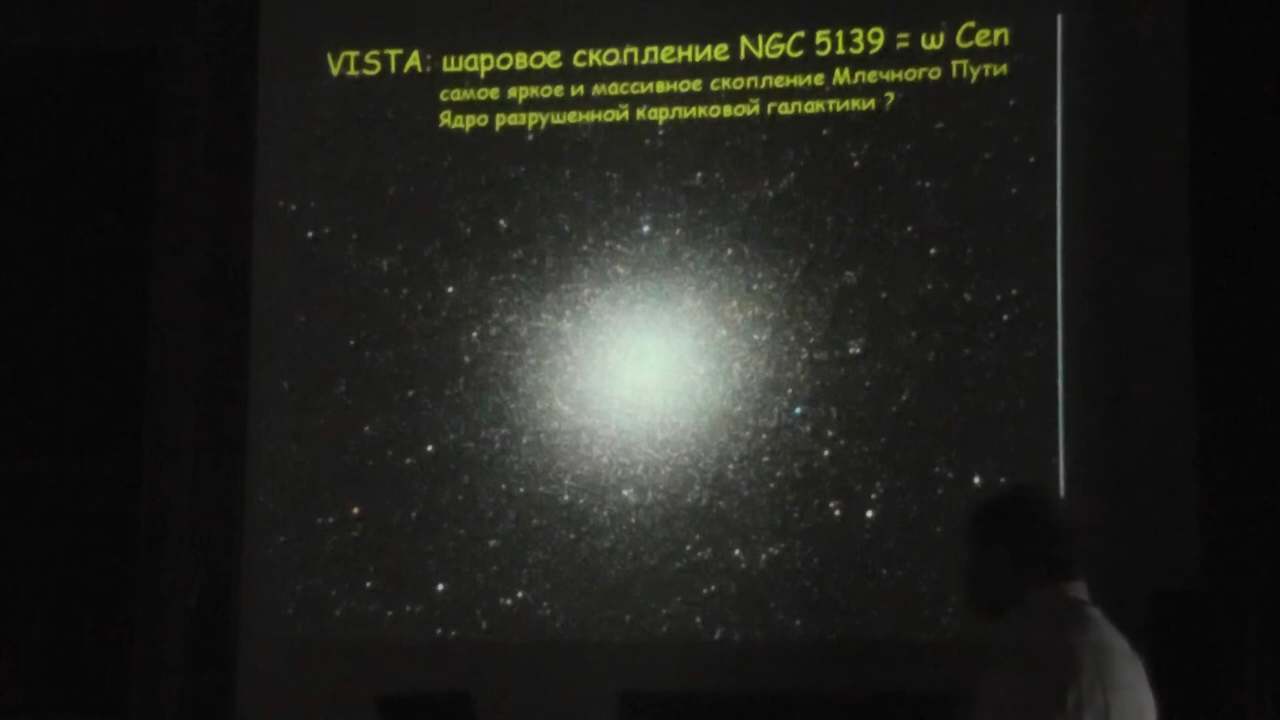 VISTA: шаровое скопление NGC 5139 = ω Cen
самое яркое и массивное скопление Млечного Пути
Ядро разрушенной карликовой галактики ?